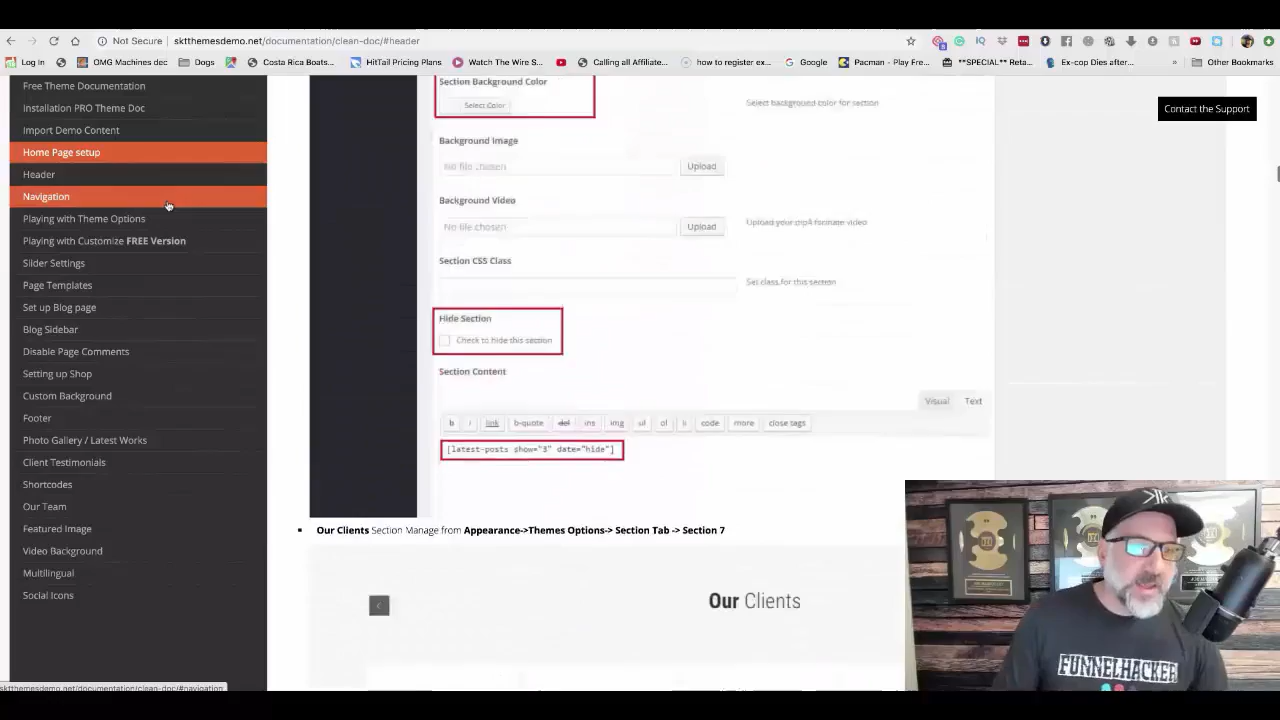 Not Secure
sktthemesdemo.net/documentation/clean-doc/#header
Log In
OMG Machines dec
Dogs
Costa Rica Boats...
HitTail Pricing Plans
Watch The Wire S...
Calling all Affiliate...
how to register ex...
Google
Pacman - Play Fre...
**SPECIAL** Reta...
Ex-cop Dies after...
»
Other Bookmarks
Free Theme Documentation
Installation PRO Theme Doc
Import Demo Content
Home Page setup
Header
Navigation
Playing with Theme Options
Playing with Customize FREE Version
Slider Settings
Page Templates
Set up Blog page
Blog Sidebar
Disable Page Comments
Setting up Shop
Custom Background
Footer
Photo Gallery / Latest Works
Client Testimonials
Shortcodes
Our Team
Featured Image
Video Background
Multilingual
Social Icons
sktthemesdemo.net/documentation/clean-doc/#navigation
Contact the Support
Section Background Color
Select Color
Select background color for section
Background Image
No file chosen
Upload
Background Video
No file chosen
Upload
Upload your mp4 formate video
Section CSS Class
Set class for this section
Hide Section
Check to hide this section
Section Content
Visual Text
b i link b-quote del ins img ul ol li code more close tags
[latest-posts show="3" date="hide"]
Our Clients Section Manage from Appearance->Themes Options-> Section Tab -> Section 7
Our Clients
FUNNELHACKER